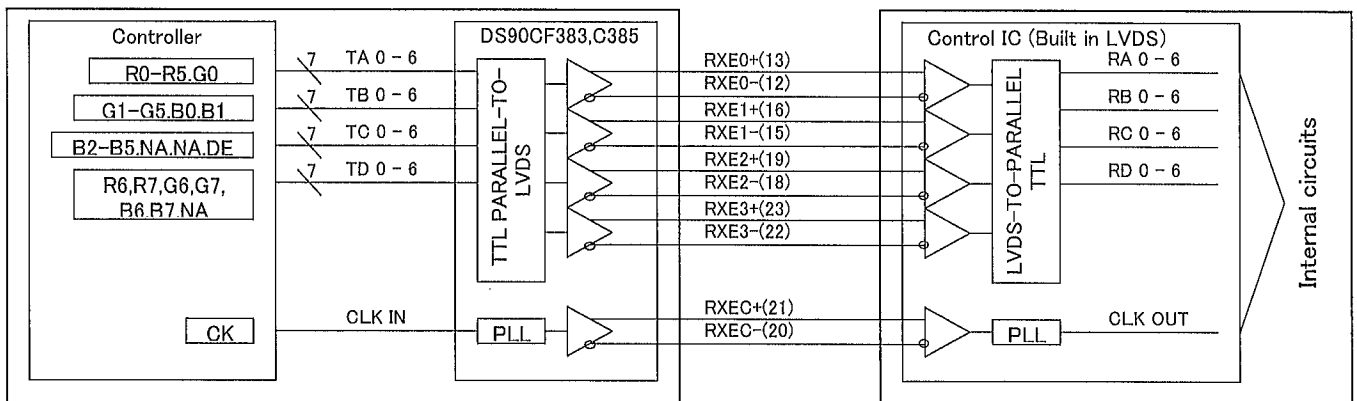 Controller
R0-R5.G0
G1-G5.B0.B1
B2-B5.NA.NA.DE
R6,R7,G6,G7,
B6.B7.NA
CK
7
TA 0 - 6
7
TB 0 - 6
7
TC 0 - 6
7
TD 0 - 6
CLK IN
DS90CF383,C385
TTL PARALLEL-TO-
LVDS
PLL
RXE0+(13)
RXE0-(12)
RXE1+(16)
RXE1-(15)
RXE2+(19)
RXE2-(18)
RXE3+(23)
RXE3-(22)
RXEC+(21)
RXEC-(20)
Control IC (Built in LVDS)
LVDS-TO-PARALLEL
TTL
PLL
RA 0 - 6
RB 0 - 6
RC 0 - 6
RD 0 - 6
CLK OUT
Internal circuits